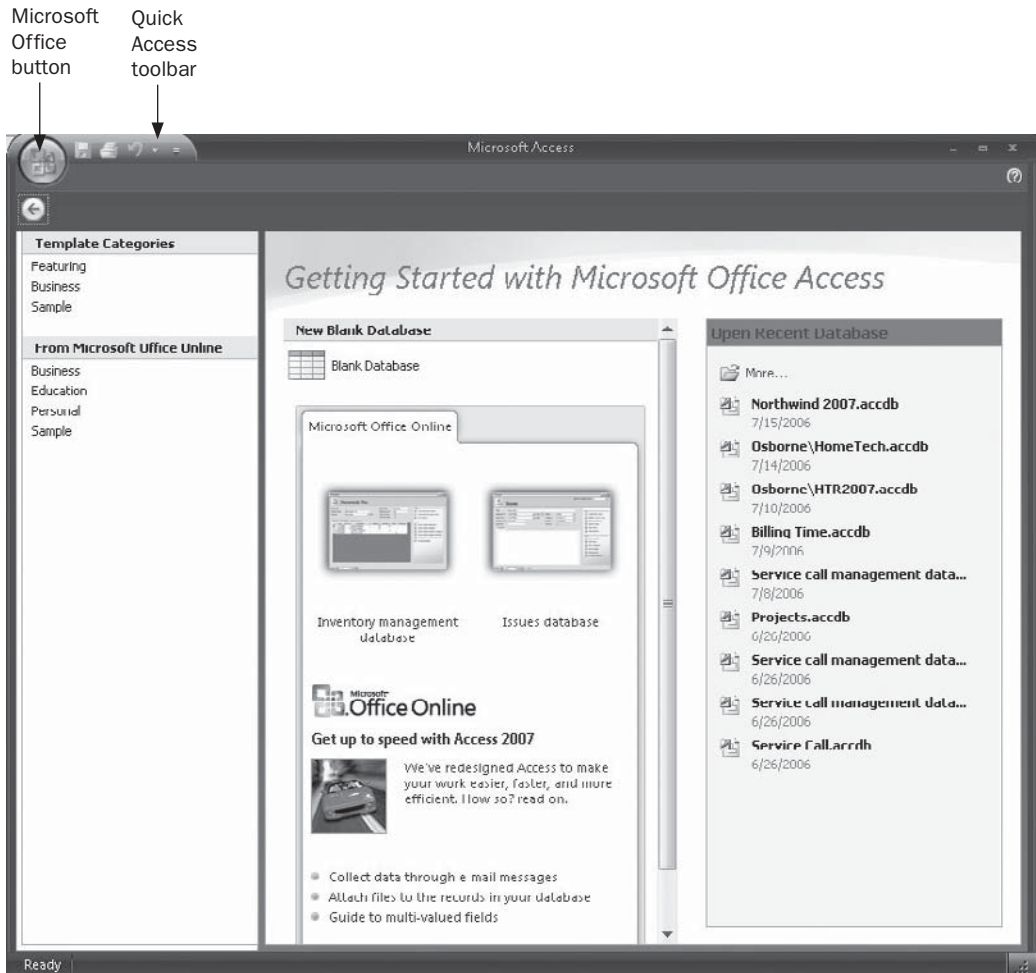 Microsoft
Office
button
Quick
Access
toolbar
Microsoft Access
Template Categories
Featuring
Business
Sample
From Microsoft Office Online
Business
Education
Personal
Sample
Getting Started with Microsoft Office Access
New Blank Database
Blank Database
Microsoft Office Online
Inventory management
database
Issues database
Microsoft
Office Online
Get up to speed with Access 2007
We've redesigned Access to make
your work easier, faster, and more
efficient. How so? read on.
Collect data through e mail messages
Attach files to the records in your database
Guide to multi-valued fields
Open Recent Database
More...
Northwind 2007.accdb
7/15/2006
Osborne\HomeTech.accdb
7/14/2006
Osborne\HTR2007.accdb
7/10/2006
Billing Time.accdb
7/9/2006
Service call management data...
7/8/2006
Projects.accdb
6/26/2006
Service call management data...
6/26/2006
Service call management data...
6/26/2006
Service Call.accdb
6/26/2006
Ready